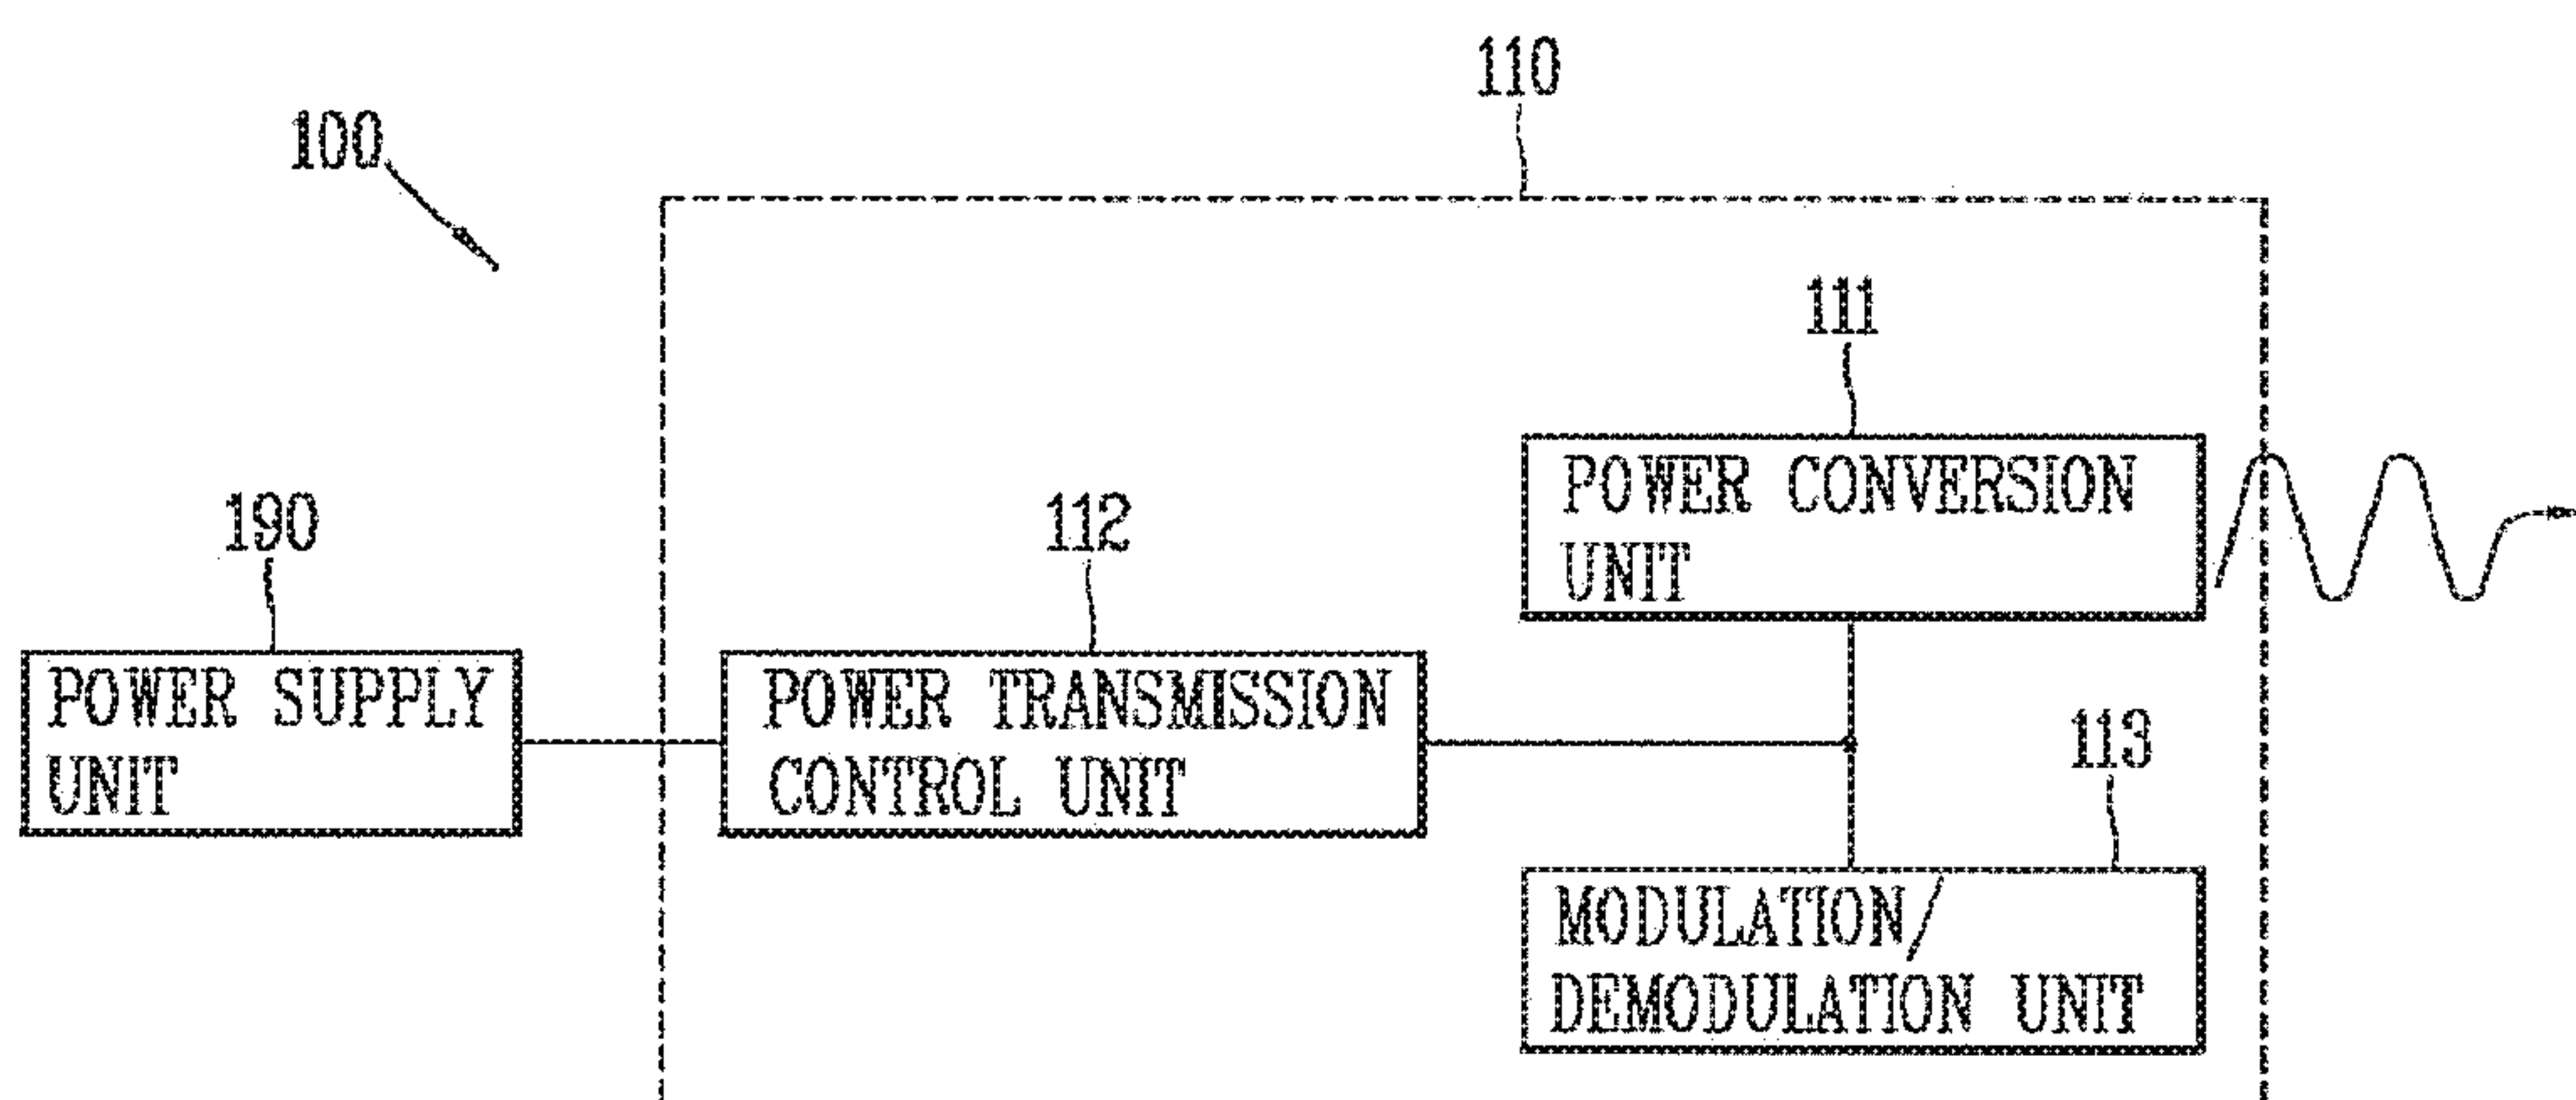 110
100
111
POWER CONVERSION
UNIT
190
112
POWER SUPPLY
UNIT
POWER TRANSMISSION
CONTROL UNIT
113
MODULATION/
DEMODULATION UNIT